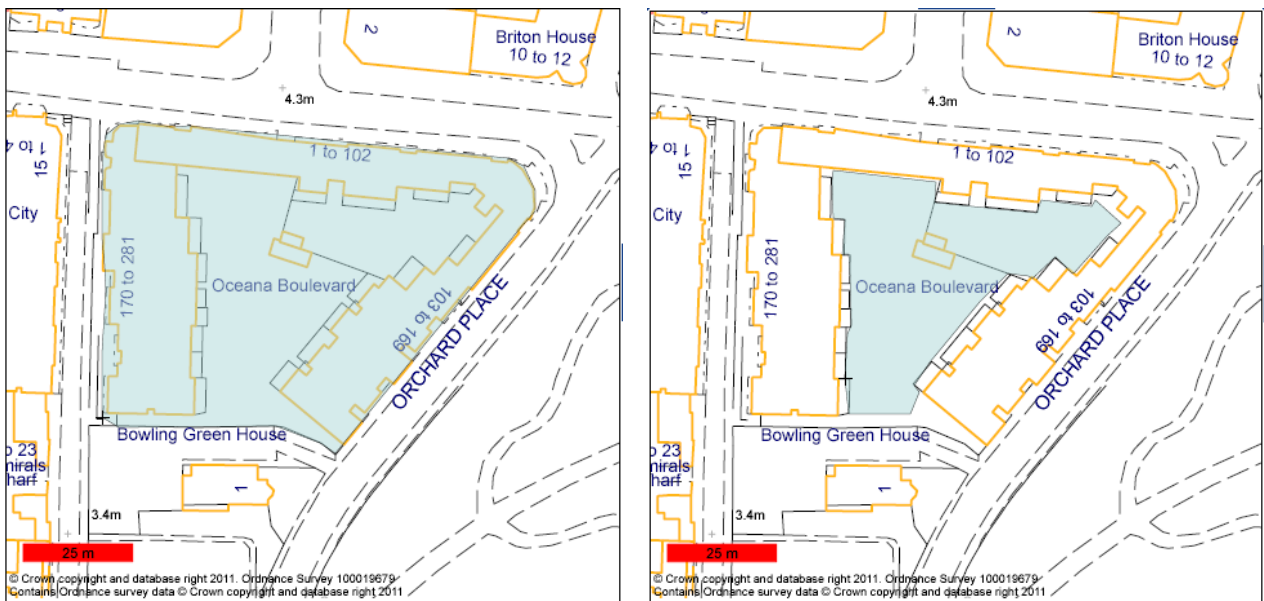 2
Briton House
10 to 12
4.3m
1 to 102
1 to 4
15
City
170 to 281
Oceana Boulevard
103 to 169
ORCHARD PLACE
Bowling Green House
o 23
mirals
harf
1
3.4m
25 m
© Crown copyright and database right 2011. Ordnance Survey 100019679
Contains Ordnance survey data © Crown copyright and database right 2011
2
Briton House
10 to 12
4.3m
1 to 102
1 to 4
15
City
170 to 281
Oceana Boulevard
103 to 169
ORCHARD PLACE
Bowling Green House
o 23
mirals
harf
1
3.4m
25 m
© Crown copyright and database right 2011. Ordnance Survey 100019679
Contains Ordnance survey data © Crown copyright and database right 2011